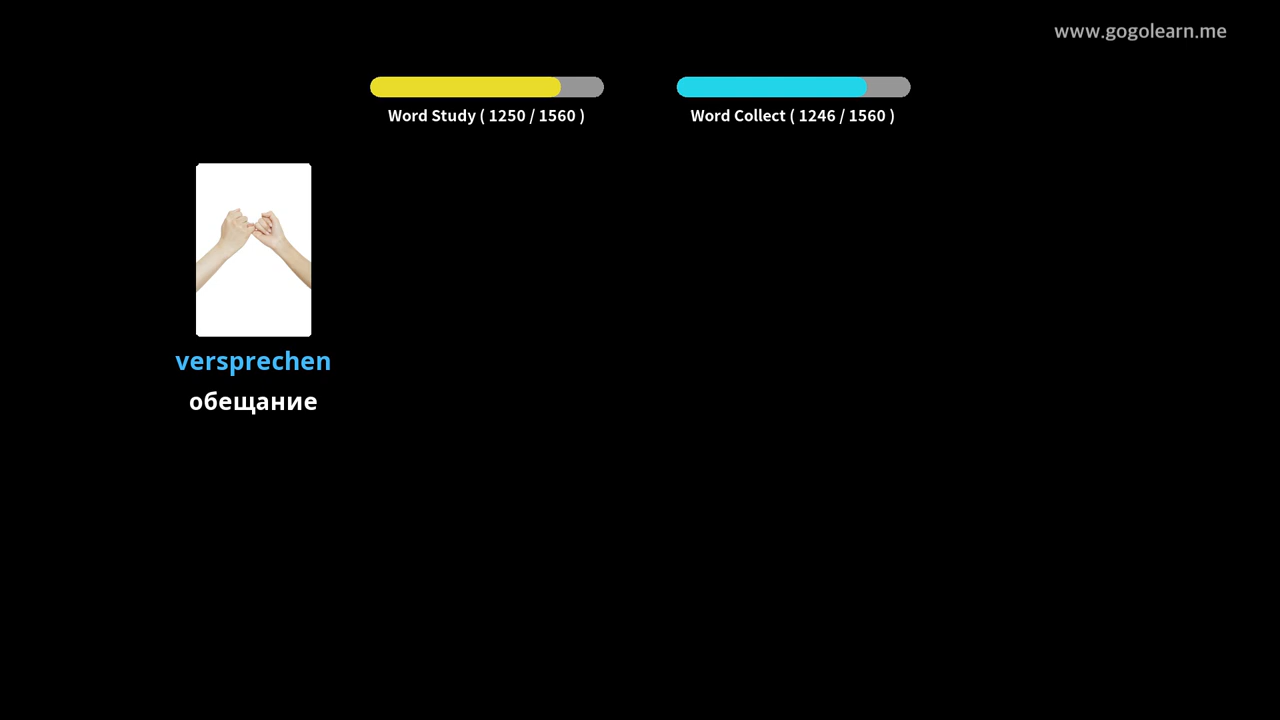 www.gogolearn.me
Word Study ( 1250 / 1560 )
Word Collect ( 1246 / 1560 )
versprechen
обещание